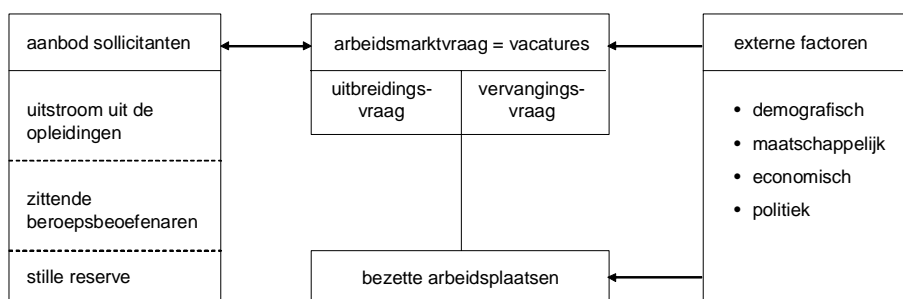 aanbod sollicitanten
uitstroom uit de
opleidingen
zittende
beroepsbeoefenaren
stille reserve
arbeidsmarktvraag = vacatures
uitbreidings-
vraag
vervangings-
vraag
bezette arbeidsplaatsen
externe factoren
• demografisch
• maatschappelijk
• economisch
• politiek